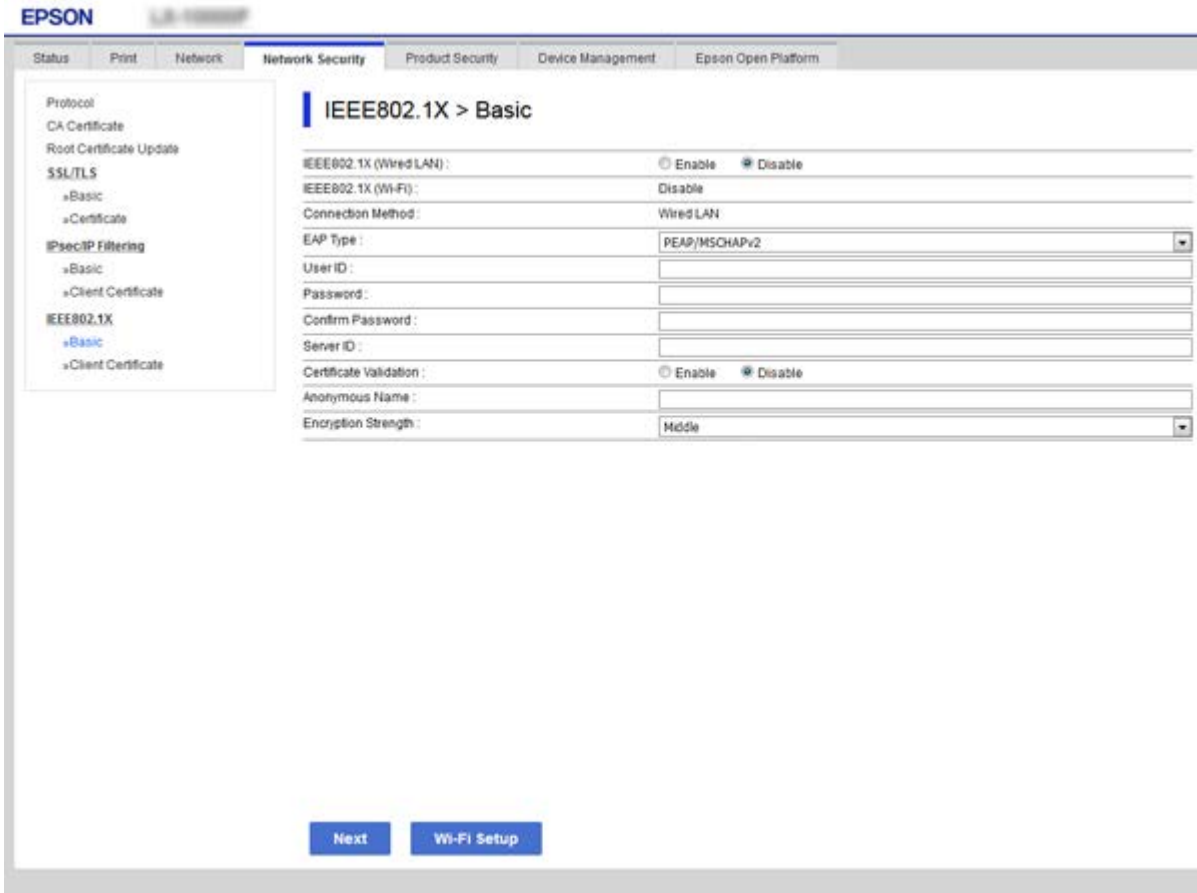 EPSON
Status Print Network Network Security Product Security Device Management Epson Open Platform
Protocol
CA Certificate
Root Certificate Update
SSL/TLS
»Basic
»Certificate
IPsec/IP Filtering
»Basic
»Client Certificate
IEEE802.1X
»Basic
»Client Certificate
IEEE802.1X > Basic
IEEE802.1X (Wired LAN) : Enable Disable
IEEE802.1X (Wi-Fi) : Disable
Connection Method : Wired LAN
EAP Type : PEAP/MSCHAPv2
User ID :
Password :
Confirm Password :
Server ID :
Certificate Validation : Enable Disable
Anonymous Name :
Encryption Strength : Middle
Next Wi-Fi Setup